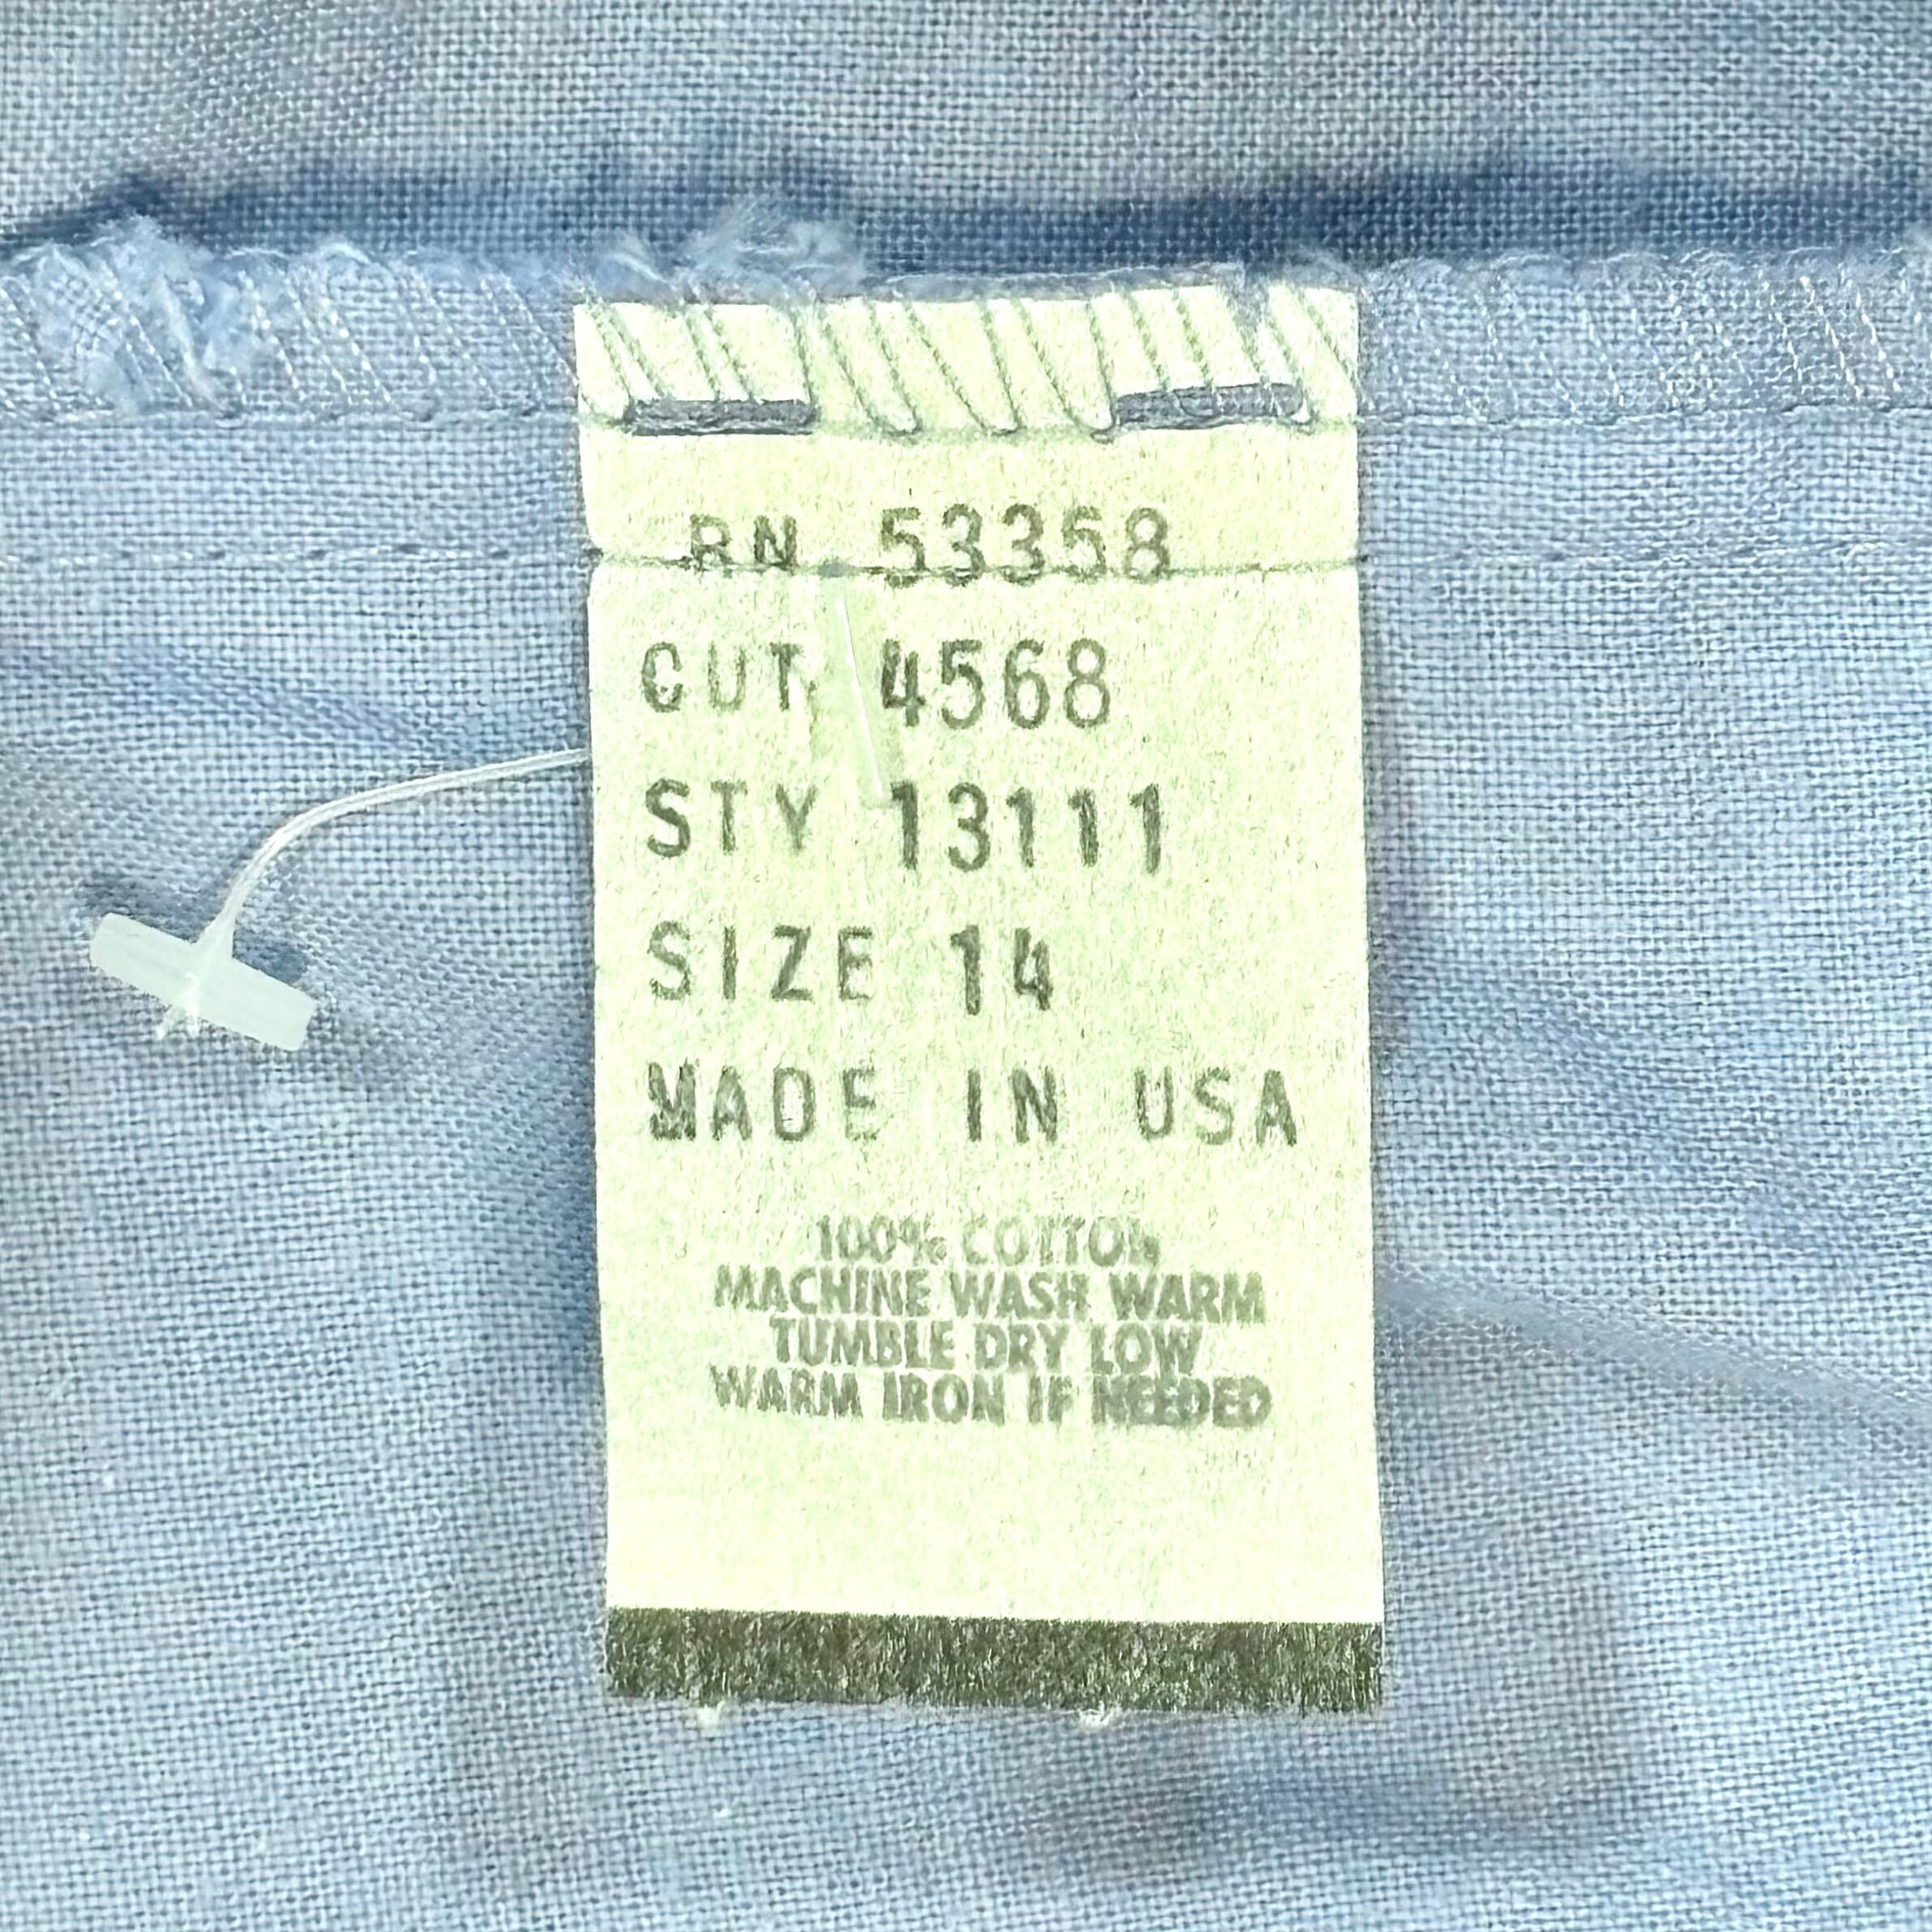 RN 53358
CUT 4568
STY 13111
SIZE 14
MADE IN USA
100% COTTON
MACHINE WASH WARM
TUMBLE DRY LOW
WARM IRON IF NEEDED